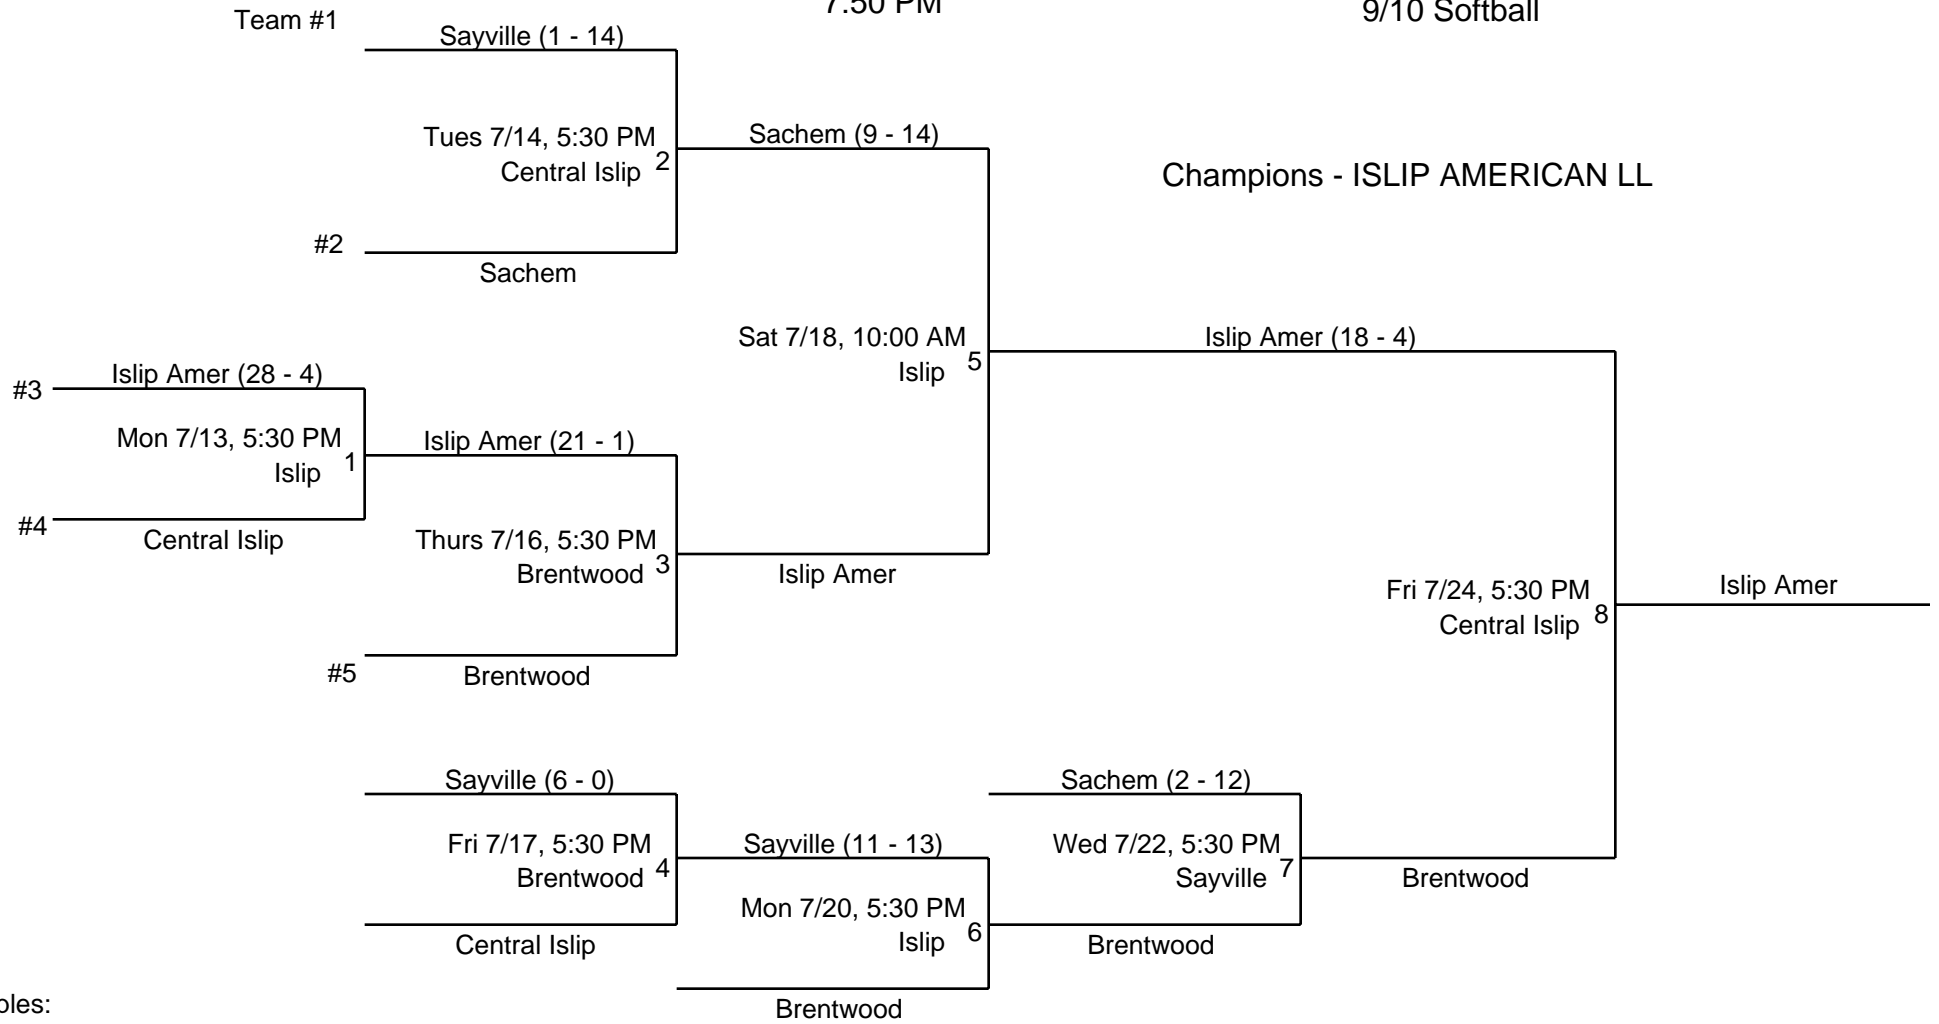 7:50 PM
9/10 Softball
Team #1
Sayville (1 - 14)
Tues 7/14, 5:30 PM
Central Islip
2
Sachem (9 - 14)
Champions - ISLIP AMERICAN LL
#2
Sachem
Sat 7/18, 10:00 AM
Islip
5
Islip Amer (18 - 4)
#3
Islip Amer (28 - 4)
Mon 7/13, 5:30 PM
Islip
1
Islip Amer (21 - 1)
#4
Central Islip
Thurs 7/16, 5:30 PM
Brentwood
3
Islip Amer
Fri 7/24, 5:30 PM
Central Islip
8
Islip Amer
#5
Brentwood
Sayville (6 - 0)
Sachem (2 - 12)
Fri 7/17, 5:30 PM
Brentwood
4
Sayville (11 - 13)
Wed 7/22, 5:30 PM
Sayville
7
Brentwood
Central Islip
Mon 7/20, 5:30 PM
Islip
6
Brentwood
Brentwood